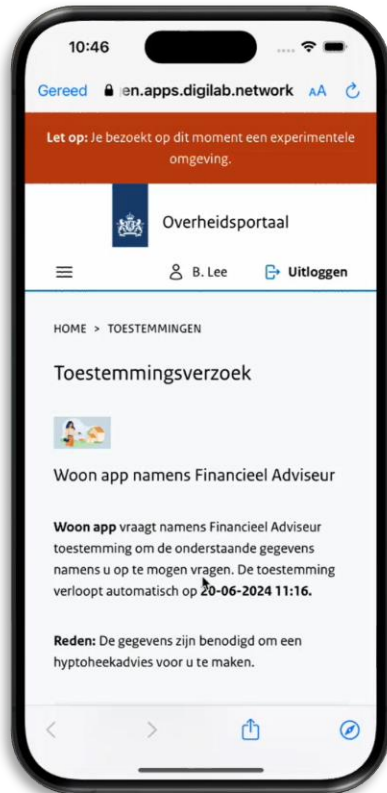 10:46
Gereed
en.apps.digilab.network
AA
Let op: Je bezoekt op dit moment een experimentele
omgeving.
Overheidsportaal
B. Lee
Uitloggen
HOME > TOESTEMMINGEN
Toestemmingsverzoek
Woon app namens Financieel Adviseur
Woon app vraagt namens Financieel Adviseur
toestemming om de onderstaande gegevens
namens u op te mogen vragen. De toestemming
verloopt automatisch op 20-06-2024 11:16.
Reden: De gegevens zijn benodigd om een
hyptoheekadvies voor u te maken.